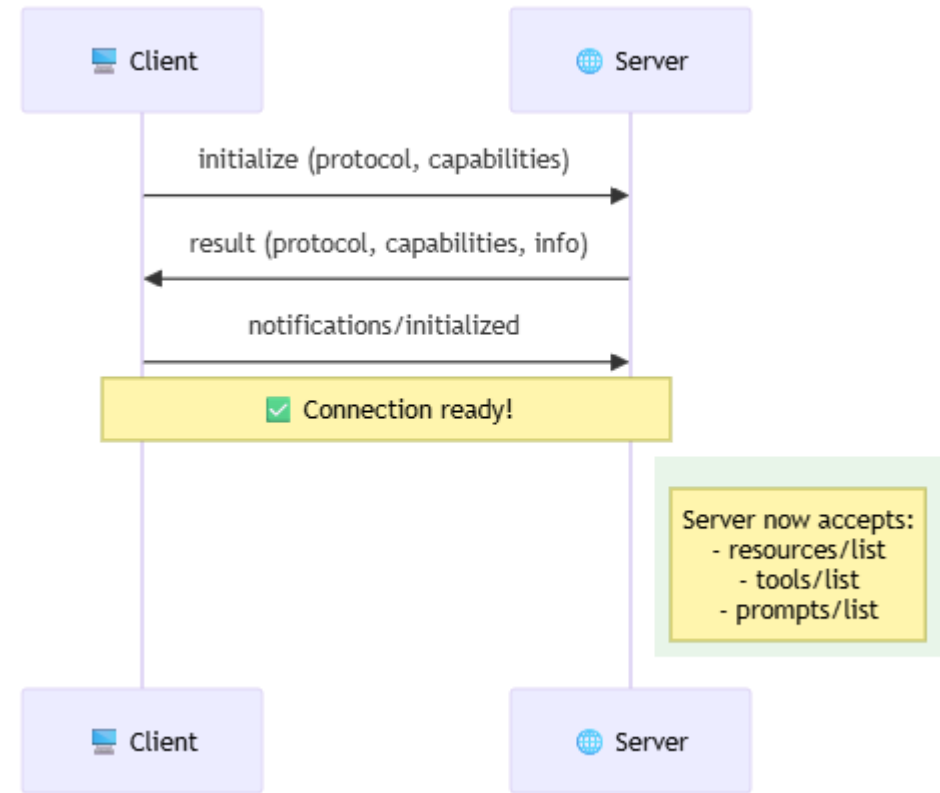 🖥️ Client
🌐 Server
initialize (protocol, capabilities)
result (protocol, capabilities, info)
notifications/initialized
✅ Connection ready!
Server now accepts:
- resources/list
- tools/list
- prompts/list
🖥️ Client
🌐 Server